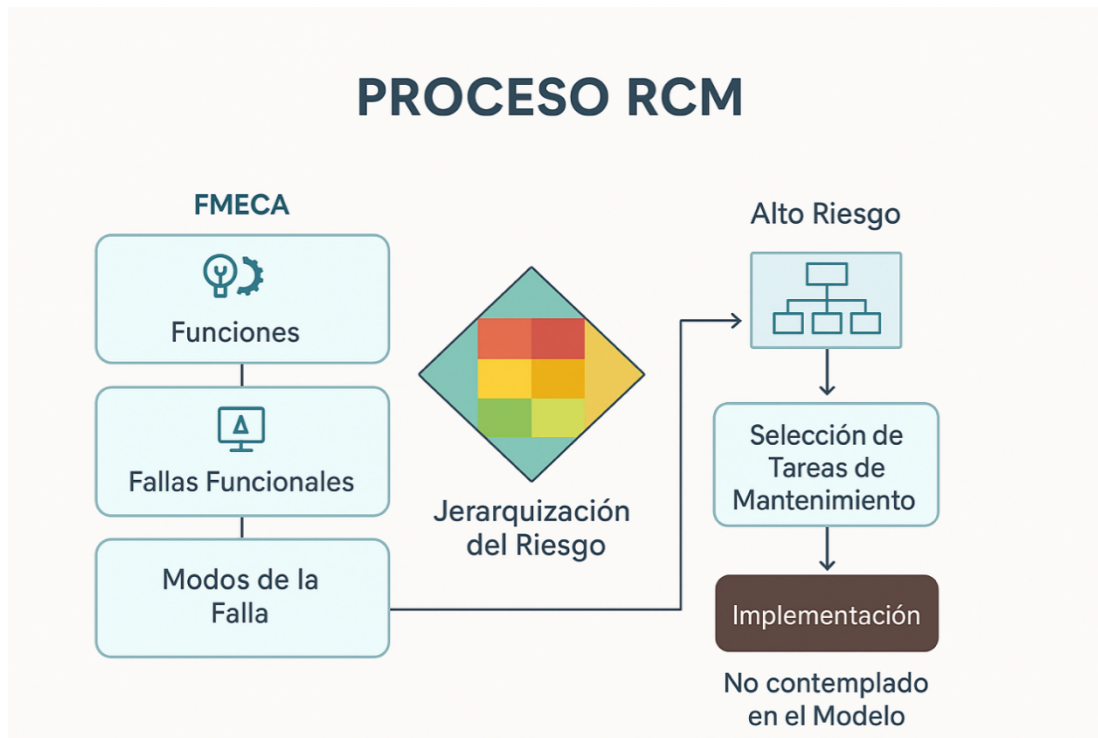 PROCESO RCM
FMECA
Funciones
Fallas Funcionales
Modos de la
Falla
Jerarquización
del Riesgo
Alto Riesgo
Selección de
Tareas de
Mantenimiento
Implementación
No contemplado
en el Modelo